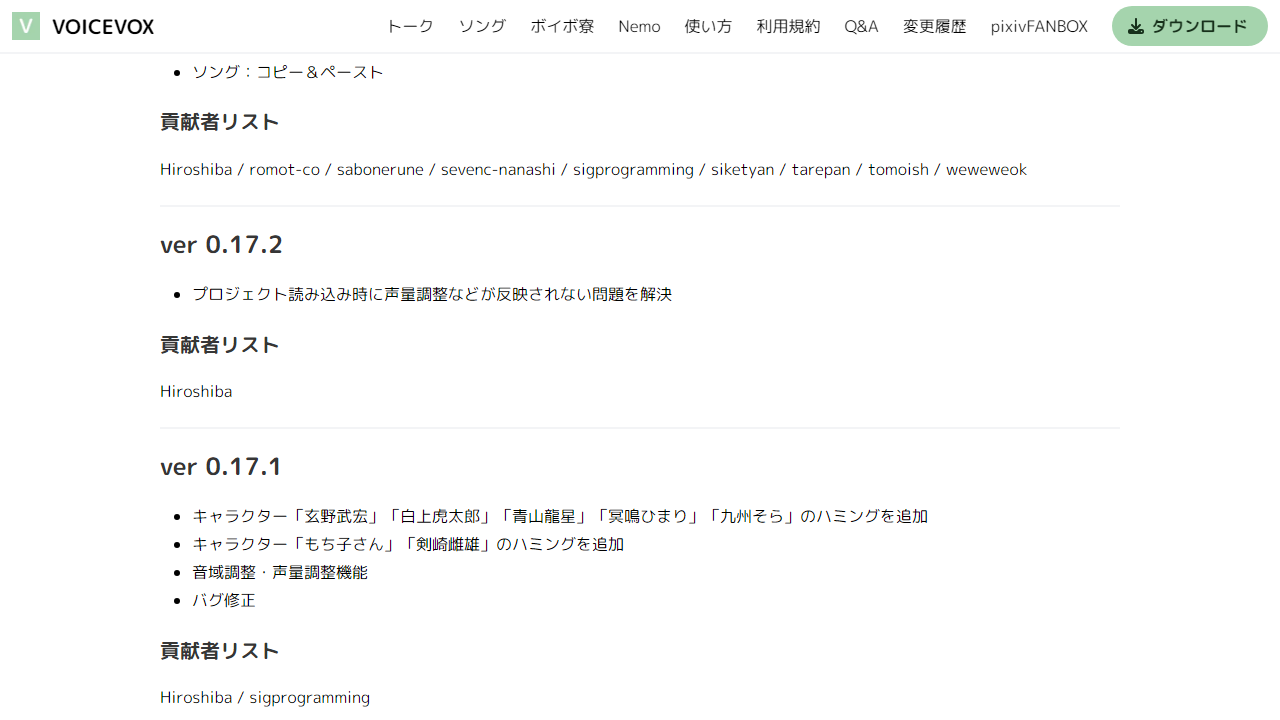 V VOICEVOX トーク ソング ボイボ寮 Nemo 使い方 利用規約 Q&A 変更履歴 pixivFANBOX ダウンロード
ソング：コピー＆ペースト
貢献者リスト
Hiroshiba / romot-co / sabonerune / sevenc-nanashi / sigprogramming / siketyan / tarepan / tomoish / weweweok
ver 0.17.2
プロジェクト読み込み時に声量調整などが反映されない問題を解決
貢献者リスト
Hiroshiba
ver 0.17.1
キャラクター「玄野武宏」「白上虎太郎」「青山龍星」「冥鳴ひまり」「九州そら」のハミングを追加
キャラクター「もち子さん」「剣崎雌雄」のハミングを追加
音域調整・声量調整機能
バグ修正
貢献者リスト
Hiroshiba / sigprogramming